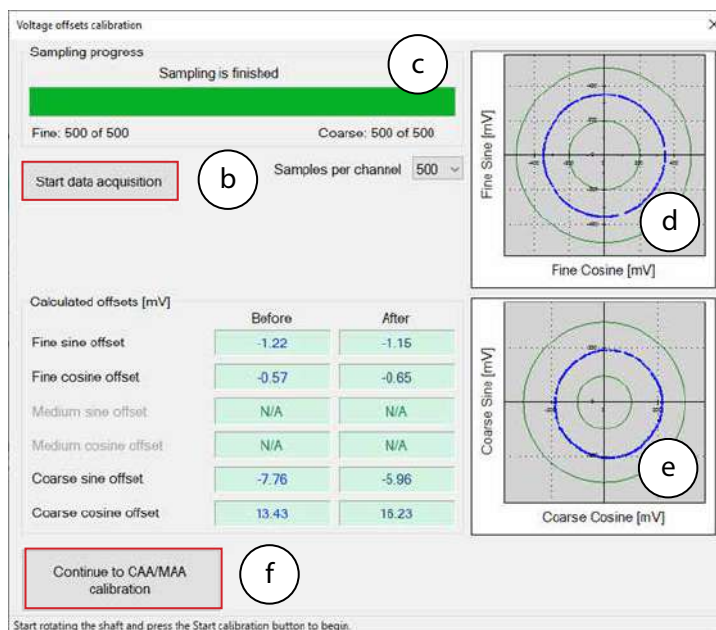 Voltage offsets calibration
Sampling progress
Sampling is finished
c
Fine: 500 of 500 Coarse: 500 of 500
Start data acquisition
b
Samples per channel 500
Fine Sine [mV]
d
Fine Cosine [mV]
Calculated offsets [mV]
Before After
Fine sine offset -1.22 -1.15
Fine cosine offset -0.57 -0.65
Medium sine offset N/A N/A
Medium cosine offset N/A N/A
Coarse sine offset -7.76 -5.96
Coarse cosine offset 13.43 16.23
Coarse Sine [mV]
e
Coarse Cosine [mV]
Continue to CAA/MAA
calibration
f
Start rotating the shaft and press the Start calibration button to begin.